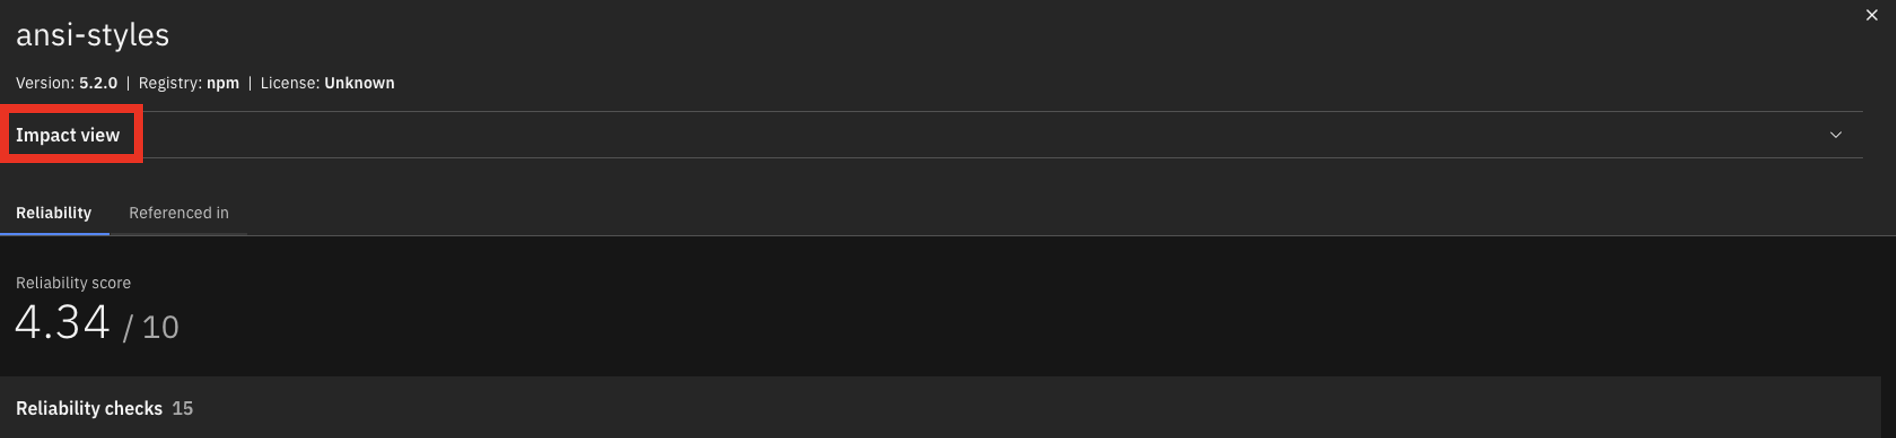 ansi-styles
Version: 5.2.0 | Registry: npm | License: Unknown
Impact view
Reliability Referenced in
Reliability score
4.34 / 10
Reliability checks 15